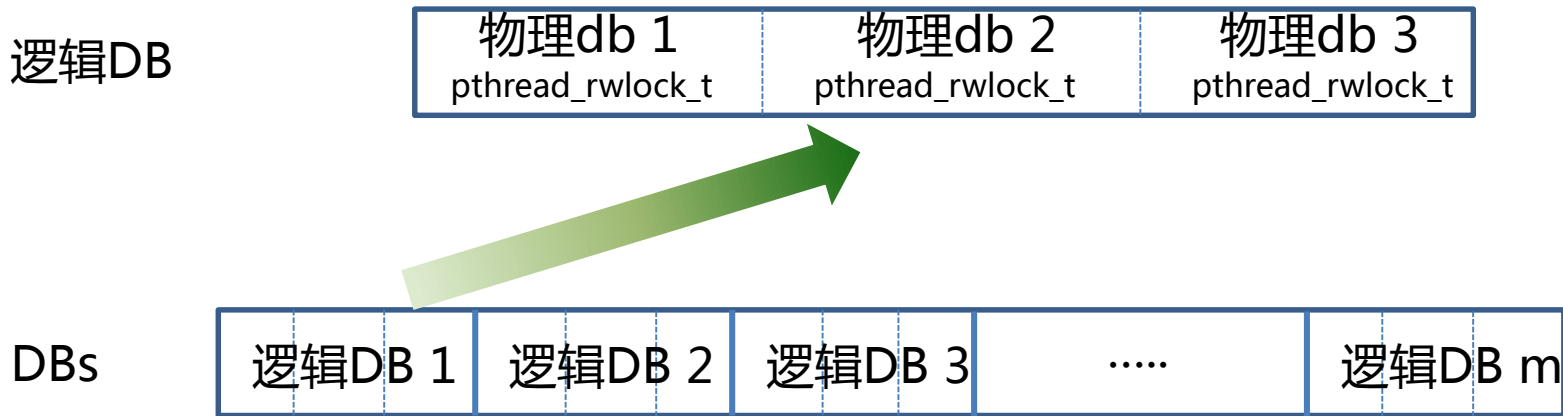 逻辑DB
物理db 1 物理db 2 物理db 3
pthread_rwlock_t pthread_rwlock_t pthread_rwlock_t
DBs
逻辑DB 1 逻辑DB 2 逻辑DB 3 ..... 逻辑DB m